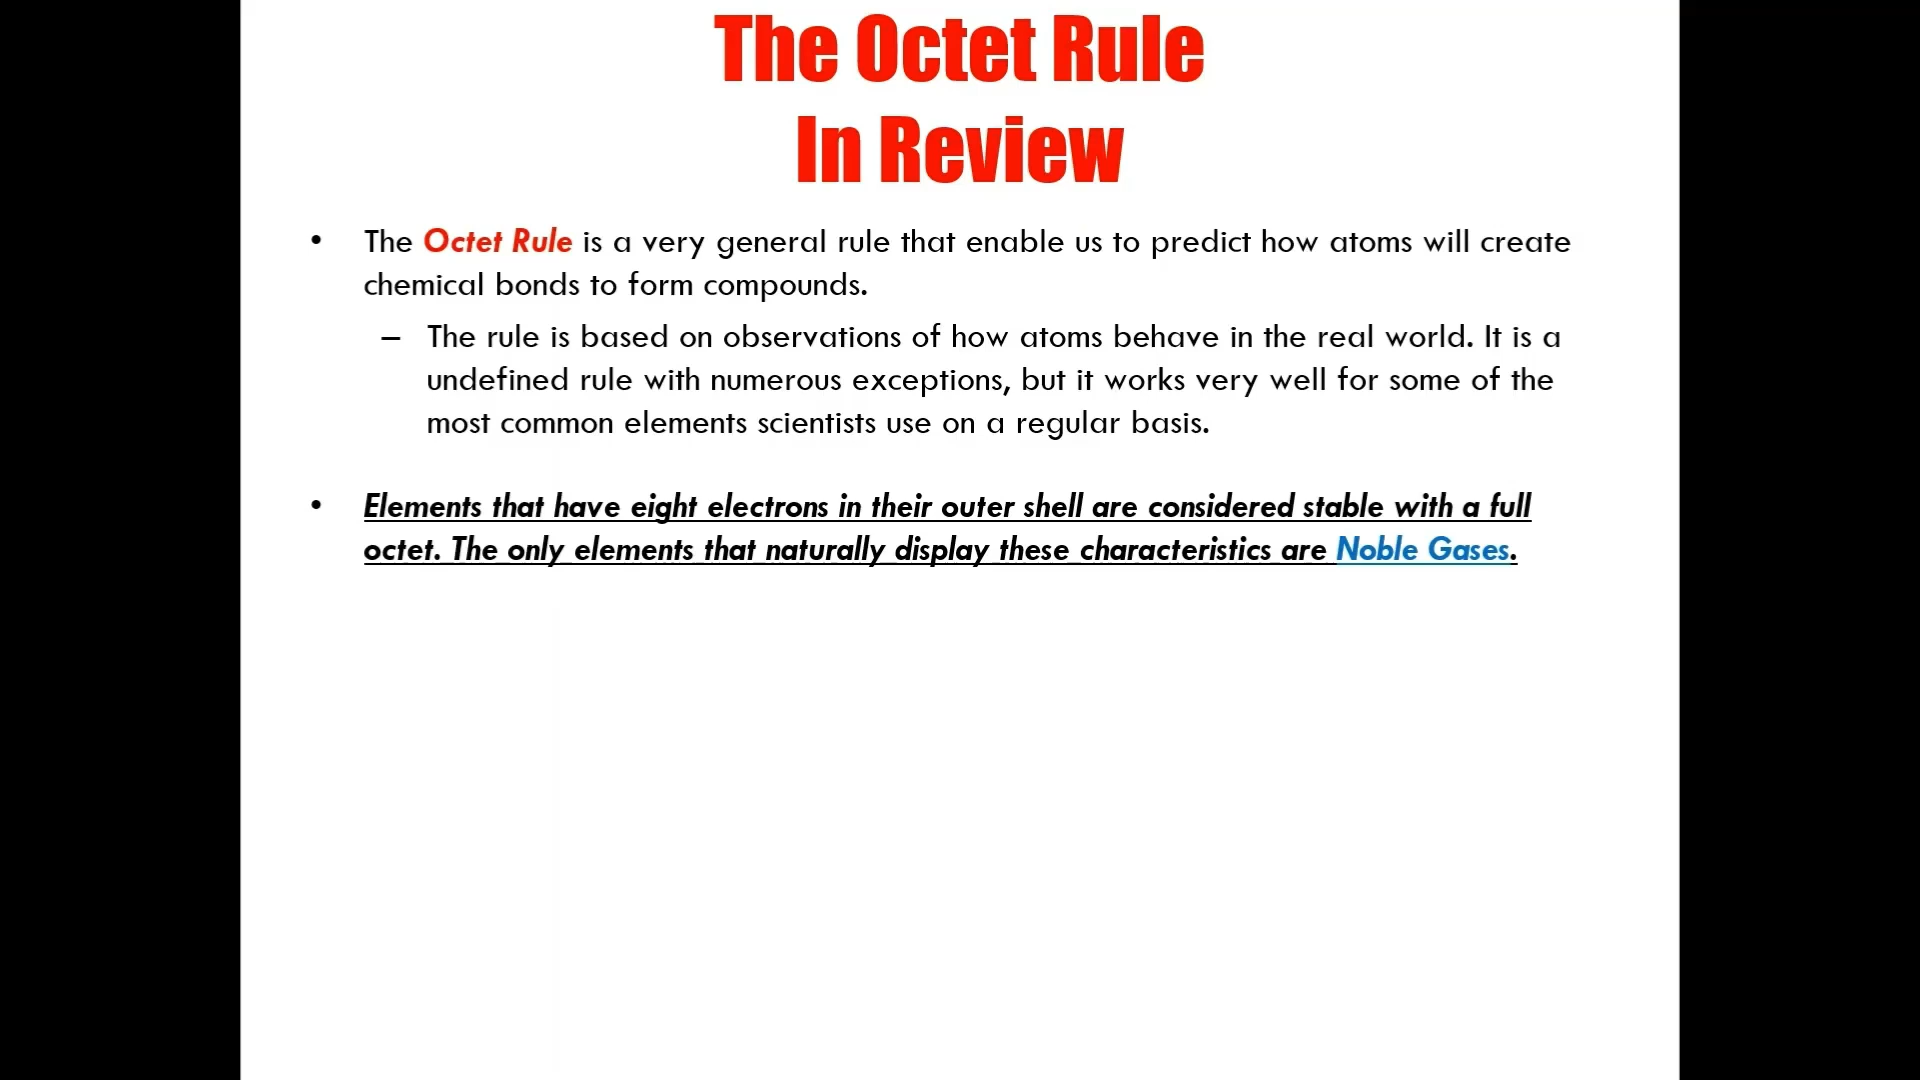 The Octet Rule
In Review
• The Octet Rule is a very general rule that enable us to predict how atoms will create
chemical bonds to form compounds.
– The rule is based on observations of how atoms behave in the real world. It is a
undefined rule with numerous exceptions, but it works very well for some of the
most common elements scientists use on a regular basis.
• Elements that have eight electrons in their outer shell are considered stable with a full
octet. The only elements that naturally display these characteristics are Noble Gases.